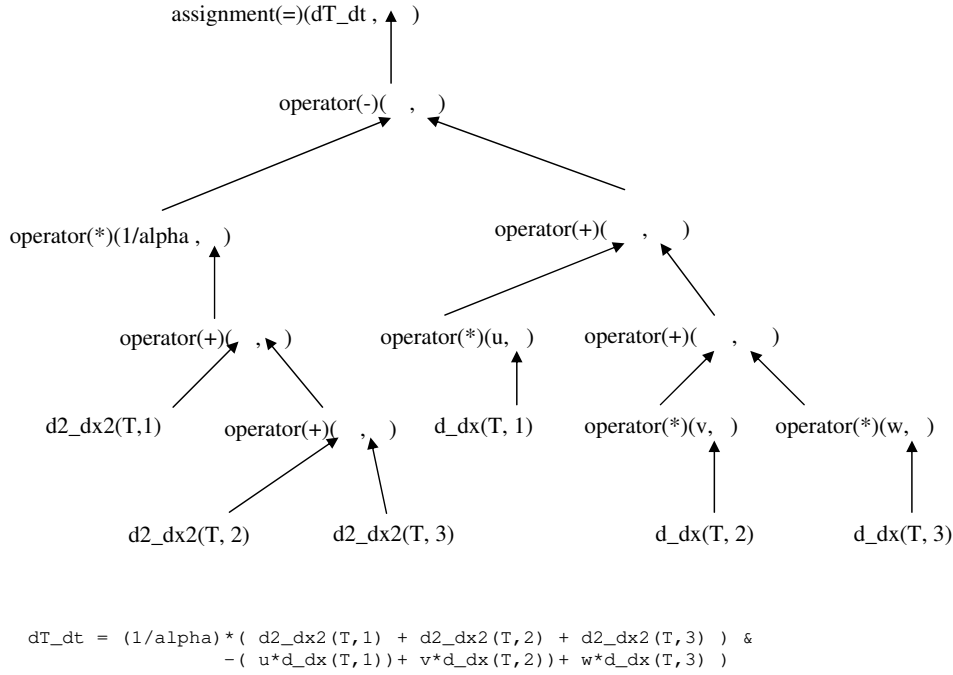 assignment(=)(dT_dt , )
operator(-)( , )
operator(*)(1/alpha , )
operator(+)( , )
operator(+)( , )
operator(*)(u, )
operator(+)( , )
d2_dx2(T,1)
operator(+)( , )
d_dx(T, 1)
operator(*)(v, )
operator(*)(w, )
d2_dx2(T, 2)
d2_dx2(T, 3)
d_dx(T, 2)
d_dx(T, 3)
dT_dt = (1/alpha)*( d2_dx2(T,1) + d2_dx2(T,2) + d2_dx2(T,3) ) &
-( u*d_dx(T,1))+ v*d_dx(T,2))+ w*d_dx(T,3) )